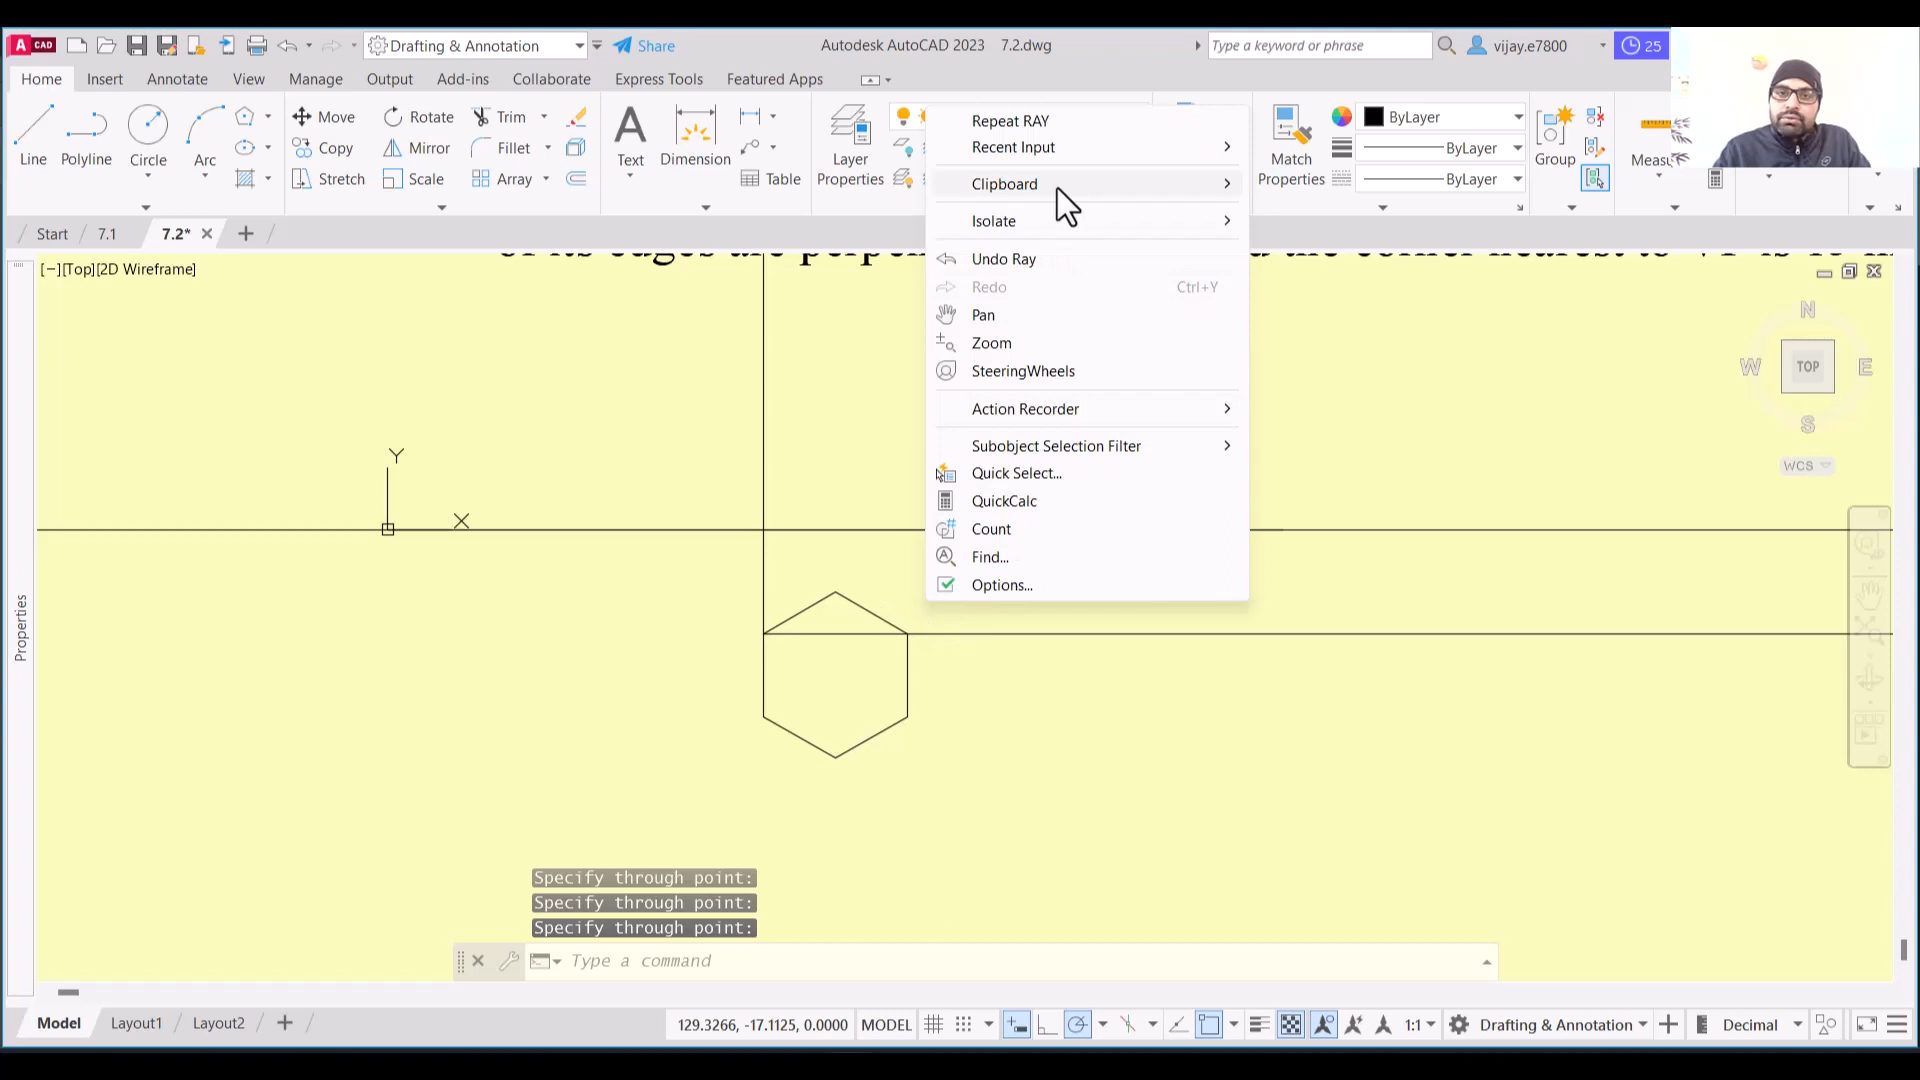 A CAD
Drafting & Annotation
Share
Autodesk AutoCAD 2023 7.2.dwg
Type a keyword or phrase
vijay.e7800
25
Home Insert Annotate View Manage Output Add-ins Collaborate Express Tools Featured Apps
Line
Polyline
Circle
Arc
Move
Rotate
Trim
Copy
Mirror
Fillet
Stretch
Scale
Array
Text
Dimension
Table
Layer
Properties
Match
Properties
ByLayer
ByLayer
ByLayer
Group
Start 7.1 7.2* +
[−][Top][2D Wireframe]
Repeat RAY
Recent Input
Clipboard
Isolate
Undo Ray
Redo Ctrl+Y
Pan
Zoom
SteeringWheels
Action Recorder
Subobject Selection Filter
Quick Select...
QuickCalc
Count
Find...
Options...
N
W TOP E
S
WCS
Y
X
Properties
Specify through point:
Specify through point:
Specify through point:
Type a command
Model Layout1 Layout2 +
129.3266, -17.1125, 0.0000 MODEL 1:1 Drafting & Annotation Decimal